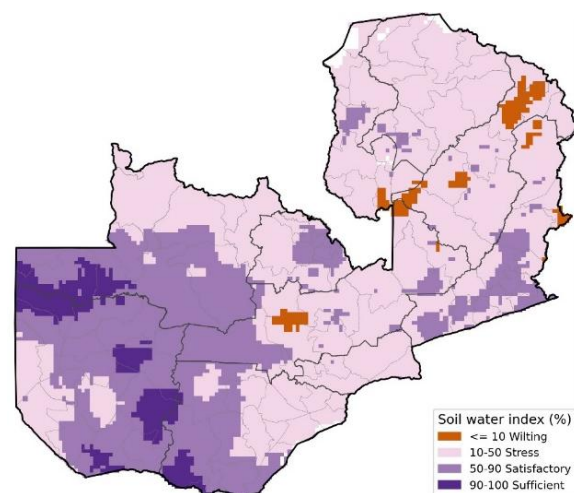 Soil water index (%)
<= 10 Wilting
10-50 Stress
50-90 Satisfactory
90-100 Sufficient